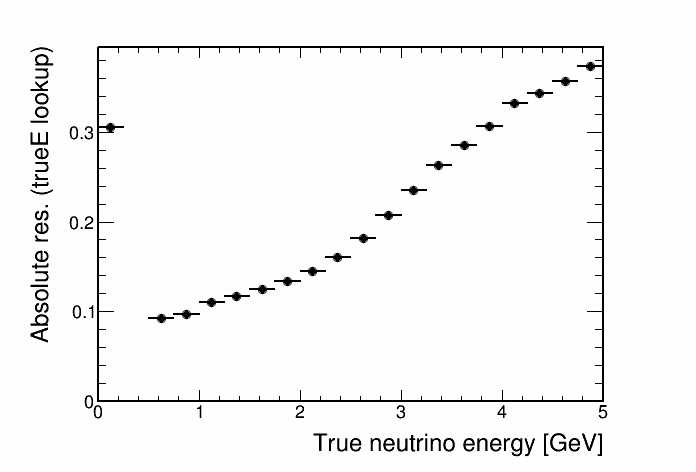 Absolute res. (trueE lookup)
0.3
0.2
0.1
0
0 1 2 3 4 5
True neutrino energy [GeV]